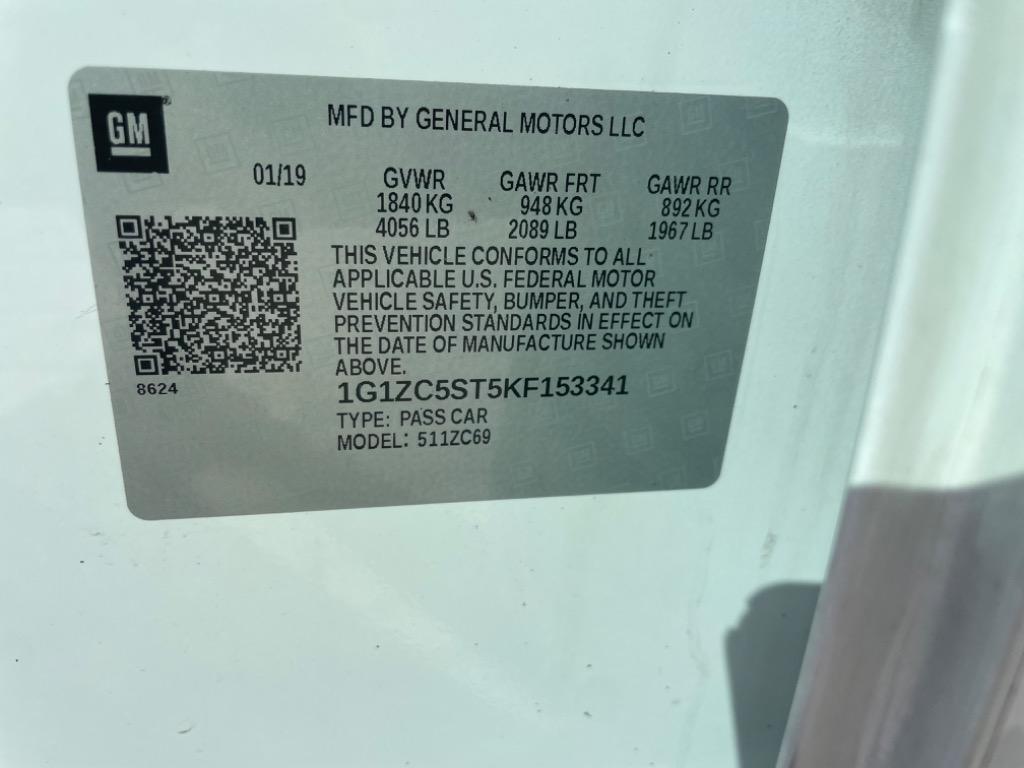 GM
MFD BY GENERAL MOTORS LLC
01/19 GVWR GAWR FRT GAWR RR
1840 KG 948 KG 892 KG
4056 LB 2089 LB 1967 LB
THIS VEHICLE CONFORMS TO ALL
APPLICABLE U.S. FEDERAL MOTOR
VEHICLE SAFETY, BUMPER, AND THEFT
PREVENTION STANDARDS IN EFFECT ON
THE DATE OF MANUFACTURE SHOWN
ABOVE.
8624
1G1ZC5ST5KF153341
TYPE: PASS CAR
MODEL: 511ZC69